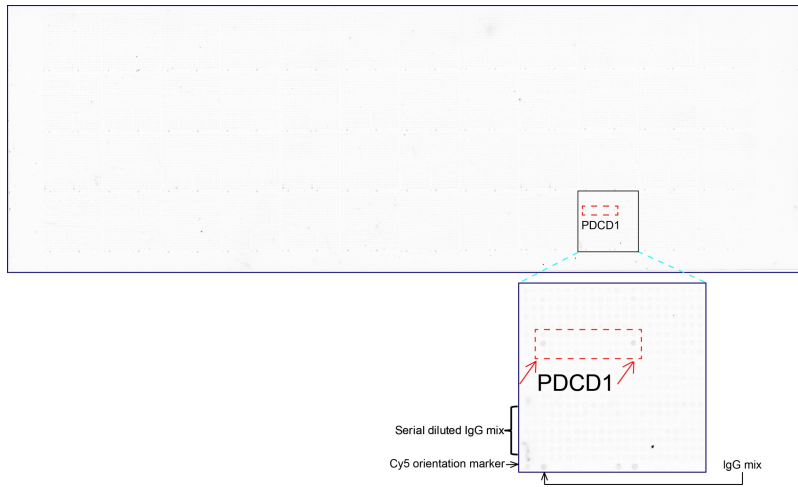 PDCD1
PDCD1
Serial diluted IgG mix
Cy5 orientation marker
IgG mix